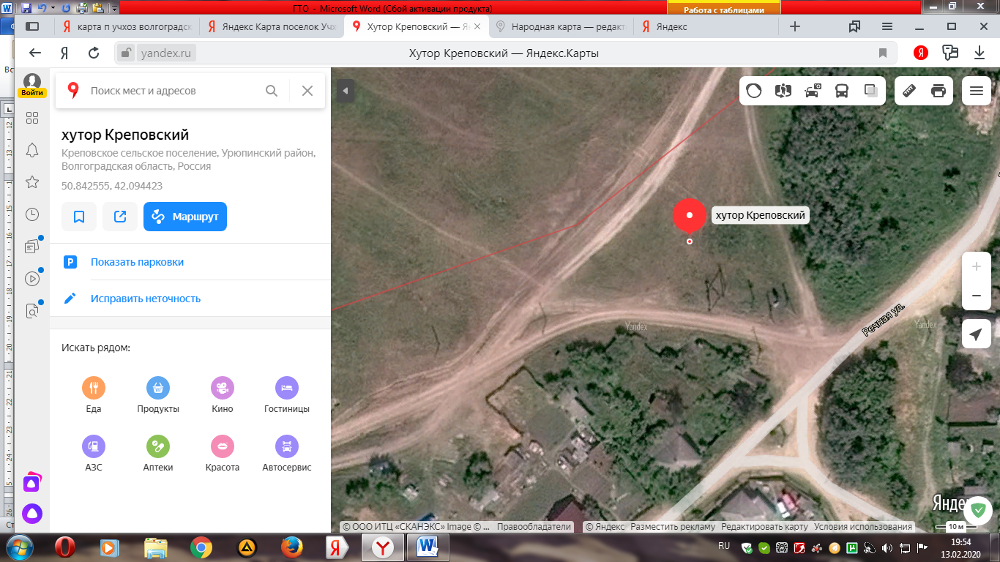 ГТО - Microsoft Word (Сбой активации продукта)
Работа с таблицами
карта п учхоз волгоградск
Яндекс Карта поселок Учх
Хутор Креповский — Я
Народная карта — редакт
Яндекс
yandex.ru
Хутор Креповский — Яндекс.Карты
Войти
Поиск мест и адресов
хутор Креповский
Креповское сельское поселение, Урюпинский район,
Волгоградская область, Россия
50.842555, 42.094423
Маршрут
Показать парковки
Исправить неточность
Искать рядом:
Еда
Продукты
Кино
Гостиницы
АЗС
Аптеки
Красота
Автосервис
хутор Креповский
Речная ул.
Yandex
Yandex
Яндекс
© ООО ИТЦ «СКАНЭКС» Image © ...
Правообладатели
© Яндекс
Разместить рекламу
Редактировать карту
Условия использования
10 м
RU
19:54
13.02.2020